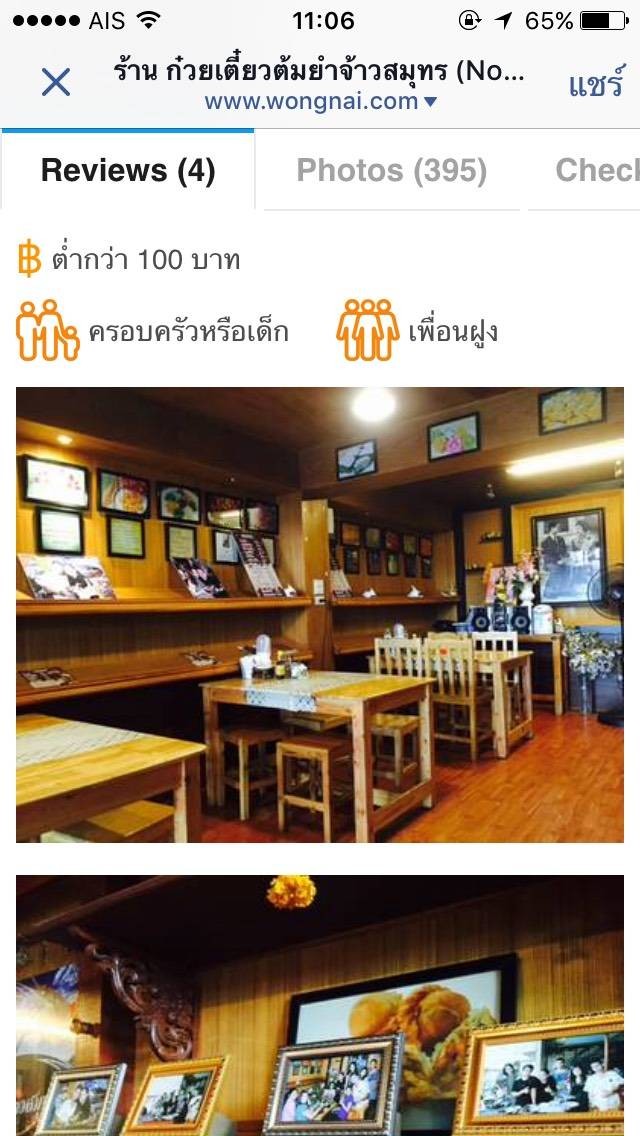 AIS 11:06 65%
ร้าน ก๋วยเตี๋ยวต้มยำจ้าวสมุทร (No...
www.wongnai.com
แชร์
Reviews (4) Photos (395) Check
ต่ำกว่า 100 บาท
ครอบครัวหรือเด็ก เพื่อนฝูง